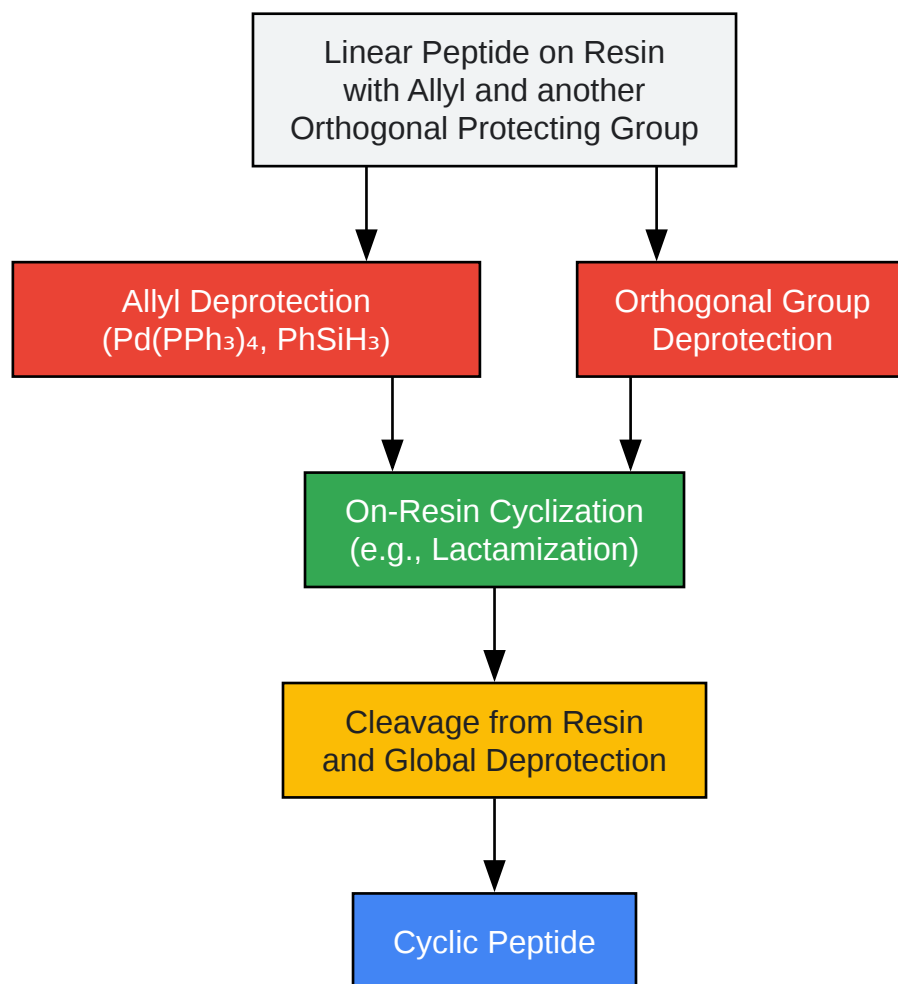 Linear Peptide on Resin
with Allyl and another
Orthogonal Protecting Group
Allyl Deprotection
(Pd(PPh₃)₄, PhSiH₃)
Orthogonal Group
Deprotection
On-Resin Cyclization
(e.g., Lactamization)
Cleavage from Resin
and Global Deprotection
Cyclic Peptide